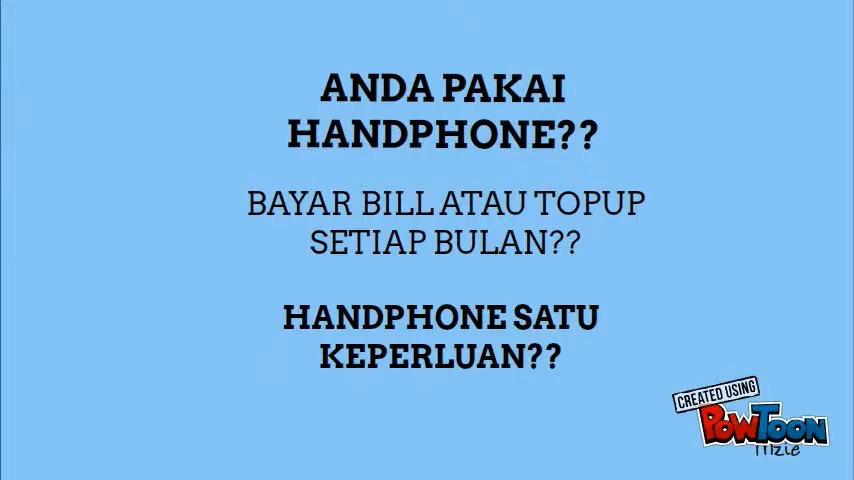 ANDA PAKAI
HANDPHONE??
BAYAR BILL ATAU TOPUP
SETIAP BULAN??
HANDPHONE SATU
KEPERLUAN??
CREATED USING
POWTOON